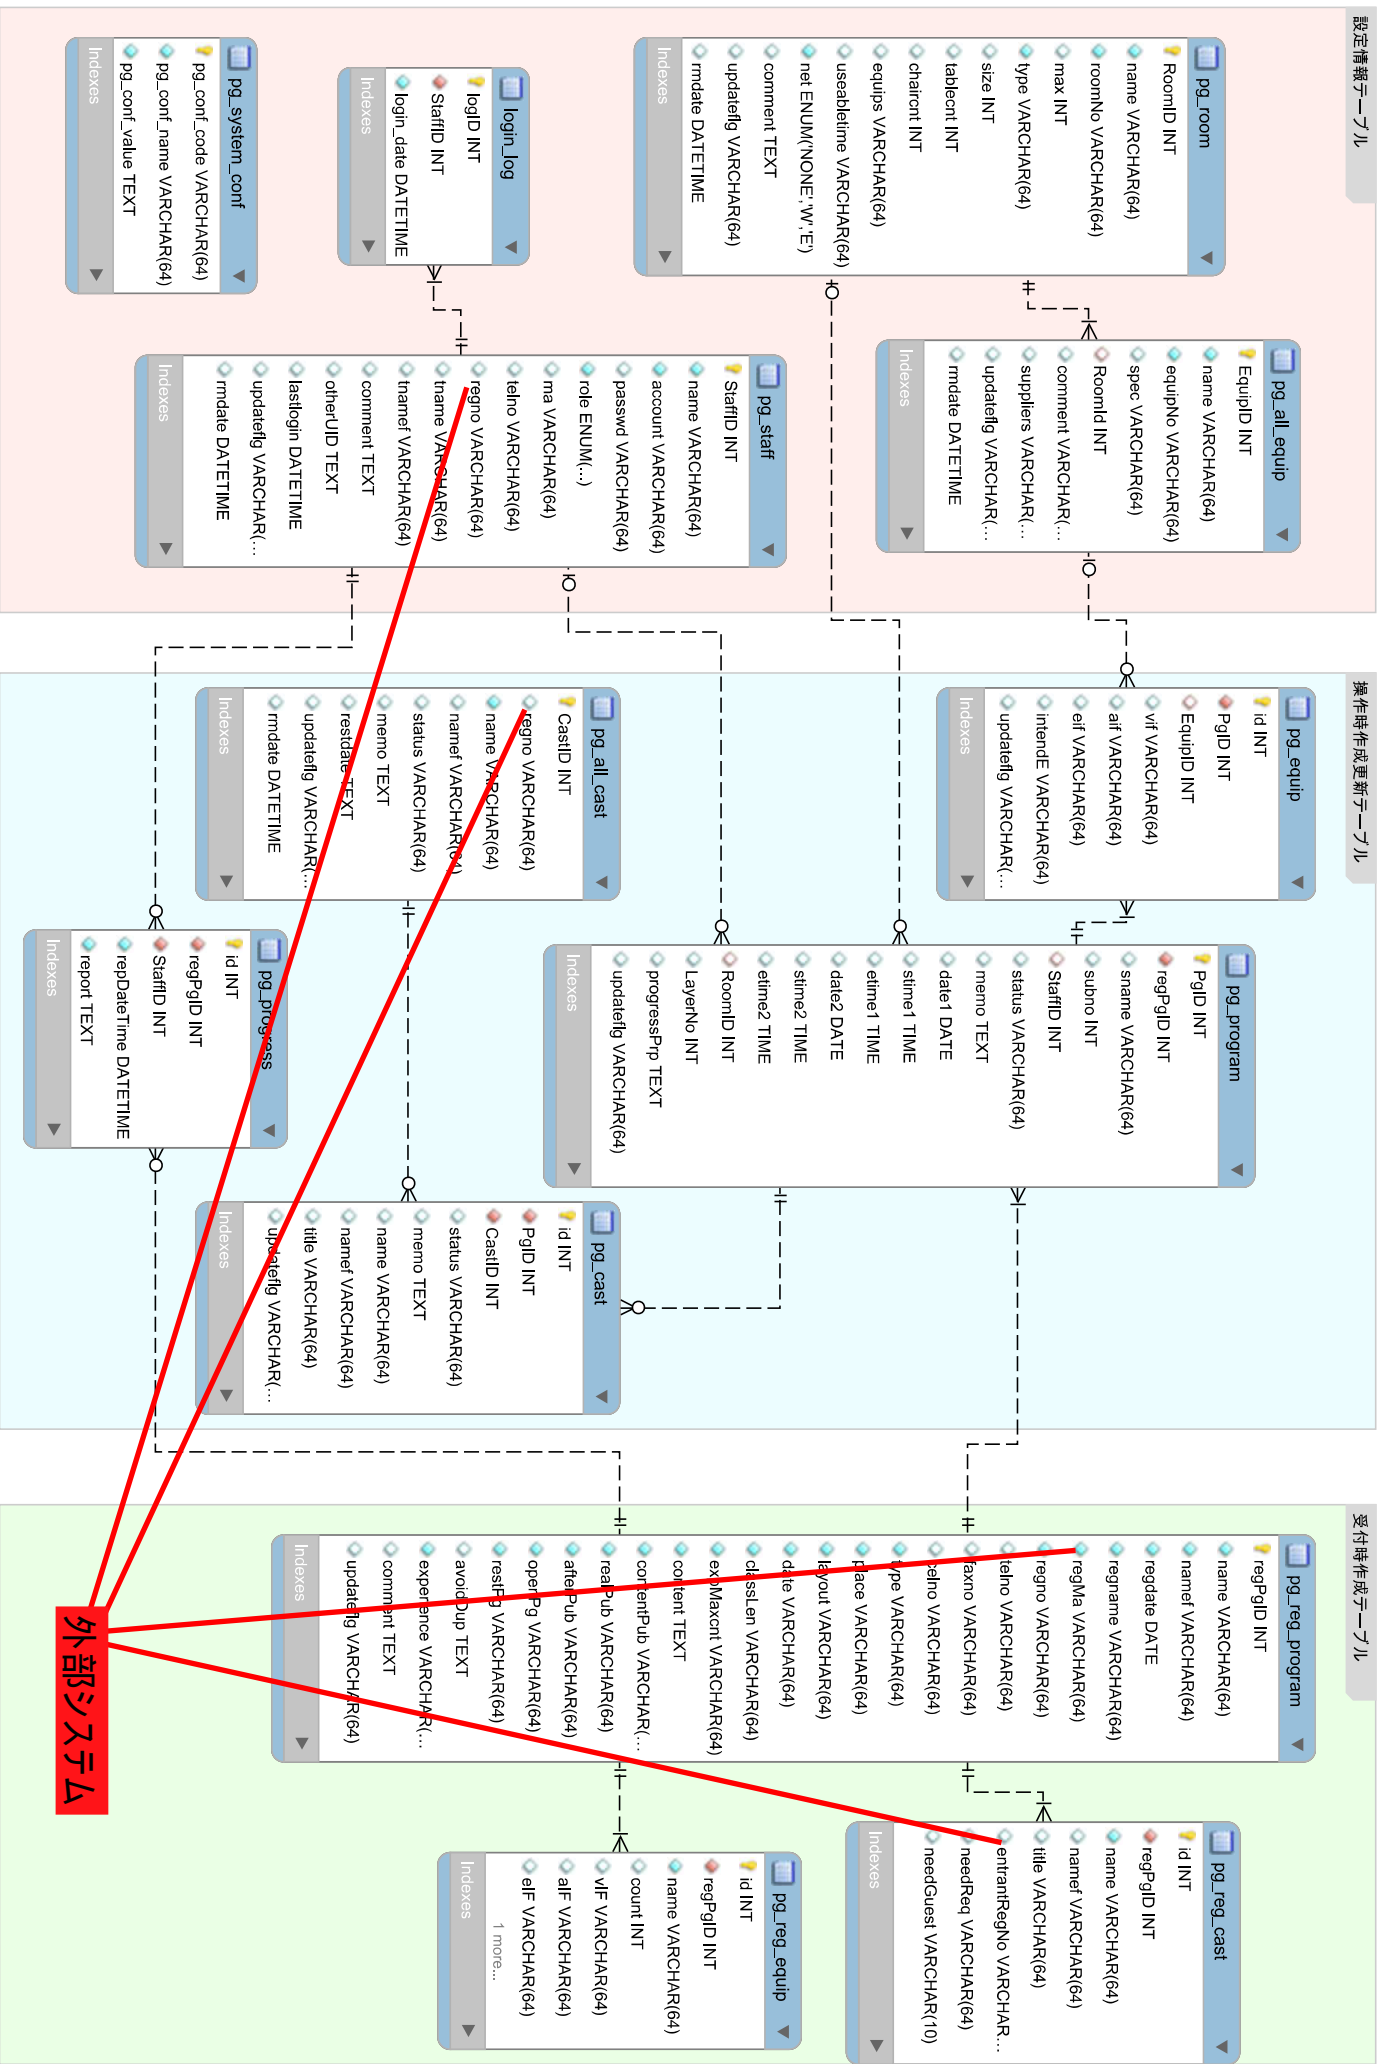 設定情報テーブル
pg_room
RoomID INT
name VARCHAR(64)
roomNo VARCHAR(64)
max INT
type VARCHAR(64)
size INT
tablecnt INT
chaircnt INT
equips VARCHAR(64)
useabletime VARCHAR(64)
net ENUM('NONE','W','E')
comment TEXT
updateflg VARCHAR(64)
rmdate DATETIME
Indexes
login_log
logID INT
StaffID INT
login_date DATETIME
Indexes
pg_system_conf
pg_conf_code VARCHAR(64)
pg_conf_name VARCHAR(64)
pg_conf_value TEXT
Indexes
pg_all_equip
EquipID INT
name VARCHAR(64)
equipNo VARCHAR(64)
spec VARCHAR(64)
RoomId INT
comment VARCHAR(...
suppliers VARCHAR(...
updateflg VARCHAR(...
rmdate DATETIME
Indexes
pg_staff
StaffID INT
name VARCHAR(64)
account VARCHAR(64)
passwd VARCHAR(64)
role ENUM(...)
ma VARCHAR(64)
telno VARCHAR(64)
regno VARCHAR(64)
tname VARCHAR(64)
tnamef VARCHAR(64)
comment TEXT
otherUID TEXT
lastlogin DATETIME
updateflg VARCHAR(...
rmdate DATETIME
Indexes
操作時作成更新テーブル
pg_equip
id INT
PgID INT
EquipID INT
vif VARCHAR(64)
aif VARCHAR(64)
eif VARCHAR(64)
intendE VARCHAR(64)
updateflg VARCHAR(...
Indexes
pg_all_cast
CastID INT
regno VARCHAR(64)
name VARCHAR(64)
namef VARCHAR(64)
status VARCHAR(64)
memo TEXT
restdate TEXT
updateflg VARCHAR(...
rmdate DATETIME
Indexes
pg_program
PgID INT
regPgID INT
sname VARCHAR(64)
subno INT
StaffID INT
status VARCHAR(64)
memo TEXT
date1 DATE
stime1 TIME
etime1 TIME
date2 DATE
stime2 TIME
etime2 TIME
RoomID INT
LayerNo INT
progressPrp TEXT
updateflg VARCHAR(64)
Indexes
pg_progress
id INT
regPgID INT
StaffID INT
repDateTime DATETIME
report TEXT
Indexes
pg_cast
id INT
PgID INT
CastID INT
status VARCHAR(64)
memo TEXT
name VARCHAR(64)
namef VARCHAR(64)
title VARCHAR(64)
updateflg VARCHAR(...
Indexes
受付時作成テーブル
pg_reg_program
regPgID INT
name VARCHAR(64)
namef VARCHAR(64)
regdate DATE
regname VARCHAR(64)
regMa VARCHAR(64)
regno VARCHAR(64)
telno VARCHAR(64)
faxno VARCHAR(64)
celno VARCHAR(64)
type VARCHAR(64)
place VARCHAR(64)
layout VARCHAR(64)
date VARCHAR(64)
classLen VARCHAR(64)
expMaxcnt VARCHAR(64)
content TEXT
contentPub VARCHAR(...
realPub VARCHAR(64)
afterPub VARCHAR(64)
openPg VARCHAR(64)
restPg VARCHAR(64)
avoidDup TEXT
experience VARCHAR(...
comment TEXT
updateflg VARCHAR(64)
Indexes
外部システム
pg_reg_cast
id INT
regPgID INT
name VARCHAR(64)
namef VARCHAR(64)
title VARCHAR(64)
entrantRegNo VARCHAR...
needReq VARCHAR(64)
needGuest VARCHAR(10)
Indexes
pg_reg_equip
id INT
regPgID INT
name VARCHAR(64)
count INT
vIF VARCHAR(64)
aIF VARCHAR(64)
eIF VARCHAR(64)
1 more...
Indexes